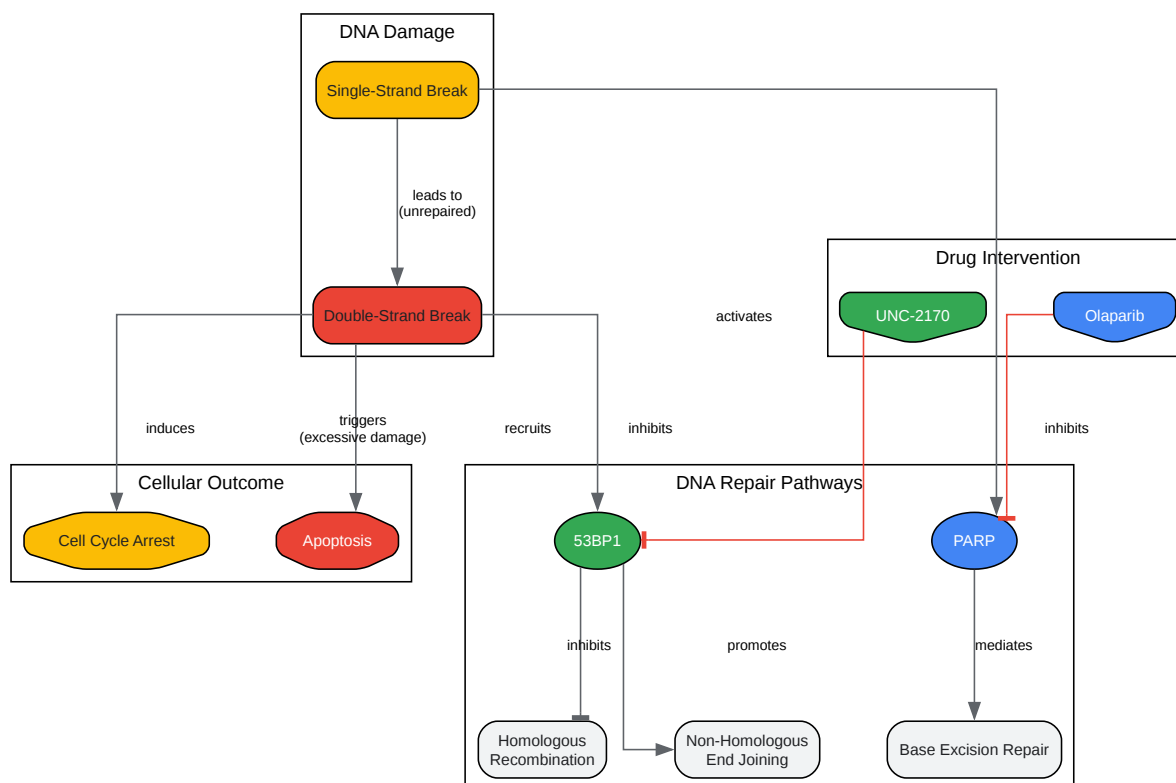 DNA Damage
Single-Strand Break
leads to
(unrepaired)
Drug Intervention
Double-Strand Break
activates
UNC-2170
Olaparib
induces
triggers
(excessive damage)
recruits
inhibits
inhibits
Cellular Outcome
DNA Repair Pathways
Cell Cycle Arrest
Apoptosis
53BP1
PARP
inhibits
promotes
mediates
Homologous
Recombination
Non-Homologous
End Joining
Base Excision Repair